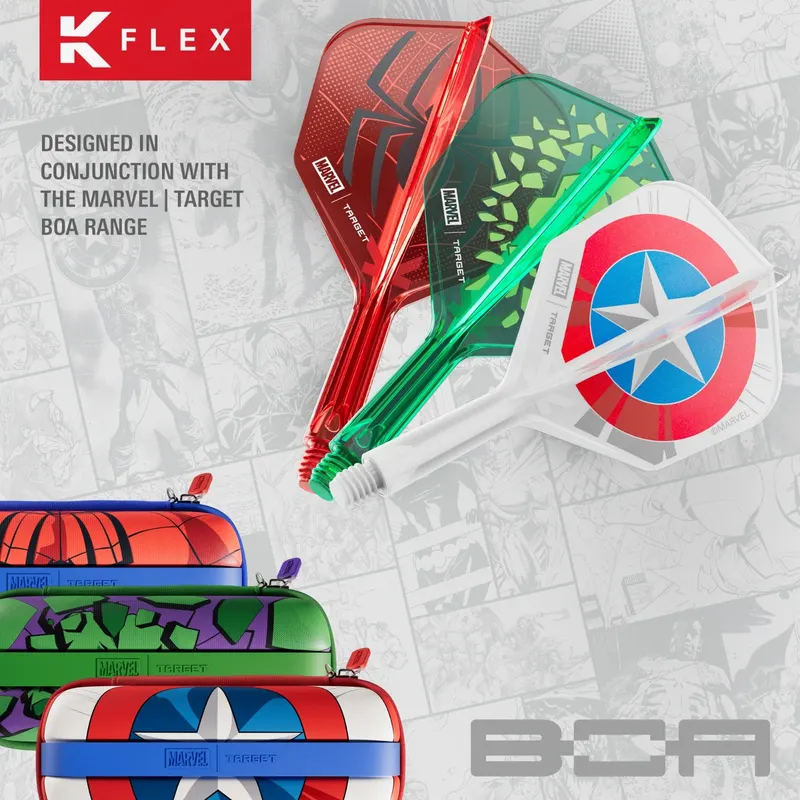 K FLEX
DESIGNED IN
CONJUNCTION WITH
THE MARVEL | TARGET
BOA RANGE
MARVEL | TARGET
MARVEL | TARGET
MARVEL | TARGET
©MARVEL
MARVEL | TARGET
MARVEL | TARGET
MARVEL | TARGET
BOA